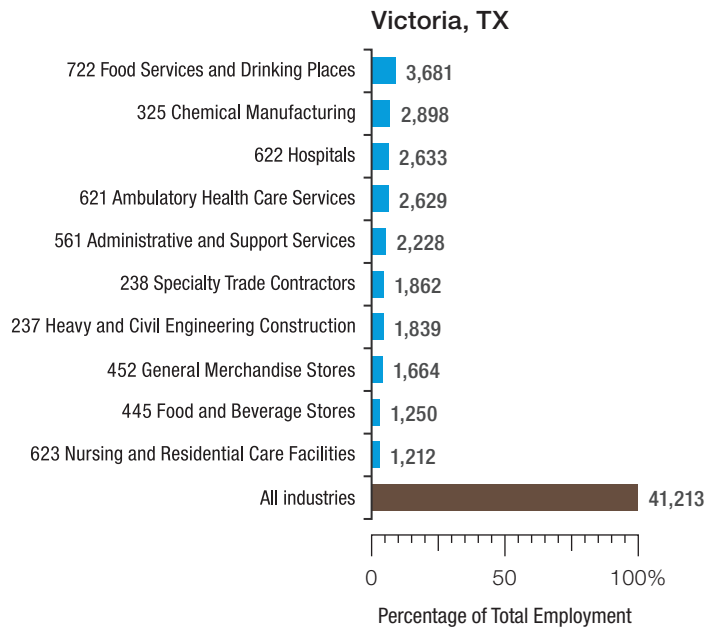 Victoria, TX
722 Food Services and Drinking Places 3,681
325 Chemical Manufacturing 2,898
622 Hospitals 2,633
621 Ambulatory Health Care Services 2,629
561 Administrative and Support Services 2,228
238 Specialty Trade Contractors 1,862
237 Heavy and Civil Engineering Construction 1,839
452 General Merchandise Stores 1,664
445 Food and Beverage Stores 1,250
623 Nursing and Residential Care Facilities 1,212
All industries 41,213
0 50 100%
Percentage of Total Employment